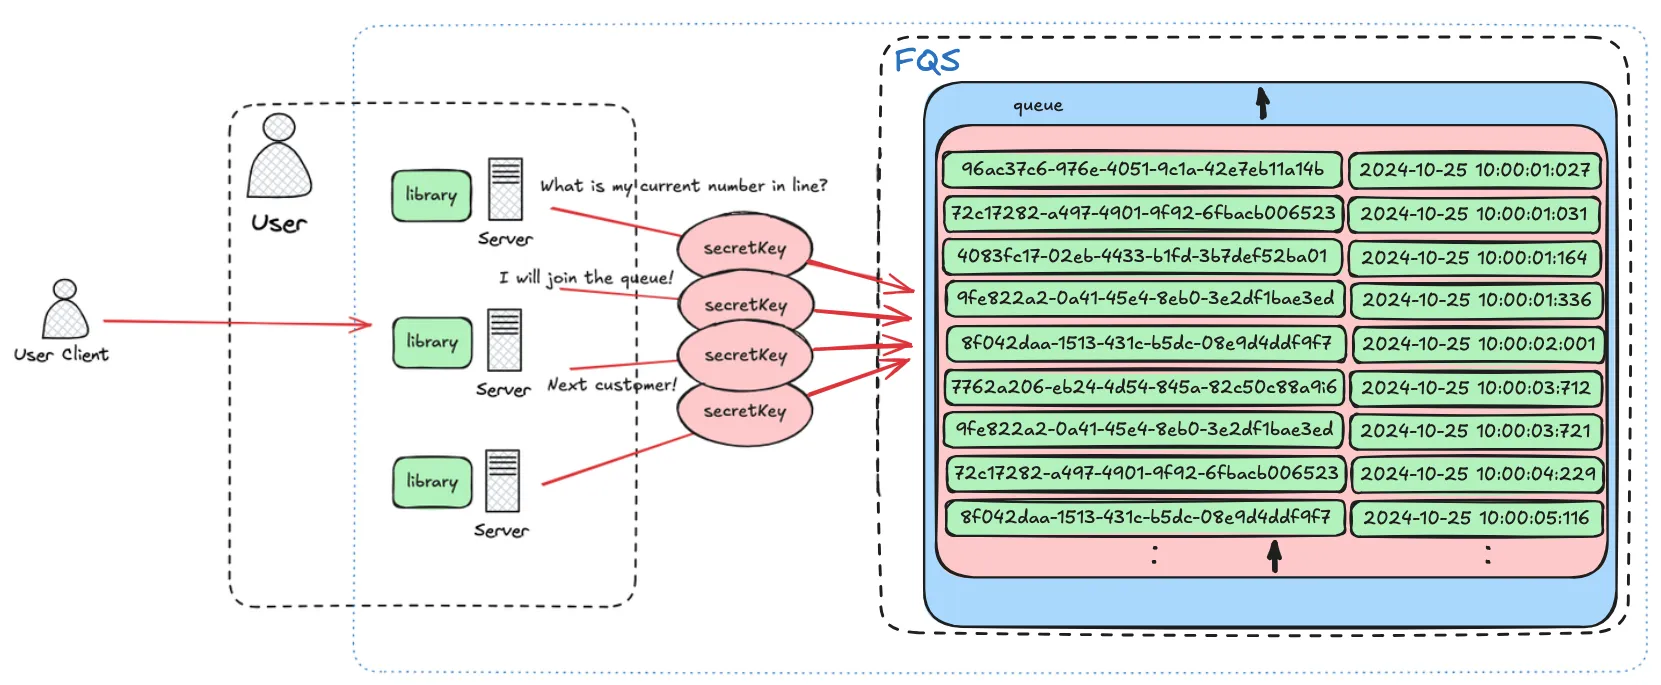 FQS
queue
User
User Client
library
Server
library
Server
library
Server
What is my current number in line?
I will join the queue!
Next customer!
secretKey
secretKey
secretKey
secretKey
96ac37c6-976e-4051-9c1a-42e7eb11a14b 2024-10-25 10:00:01:027
72c17282-a497-4901-9f92-6fbacb006523 2024-10-25 10:00:01:031
4083fc17-02eb-4433-b1fd-3b7def52ba01 2024-10-25 10:00:01:164
9fe822a2-0a41-45e4-8eb0-3e2df1bae3ed 2024-10-25 10:00:01:336
8f042daa-1513-431c-b5dc-08e9d4ddf9f7 2024-10-25 10:00:02:001
7762a206-eb24-4d54-845a-82c50c88a9i6 2024-10-25 10:00:03:712
9fe822a2-0a41-45e4-8eb0-3e2df1bae3ed 2024-10-25 10:00:03:721
72c17282-a497-4901-9f92-6fbacb006523 2024-10-25 10:00:04:229
8f042daa-1513-431c-b5dc-08e9d4ddf9f7 2024-10-25 10:00:05:116
: :